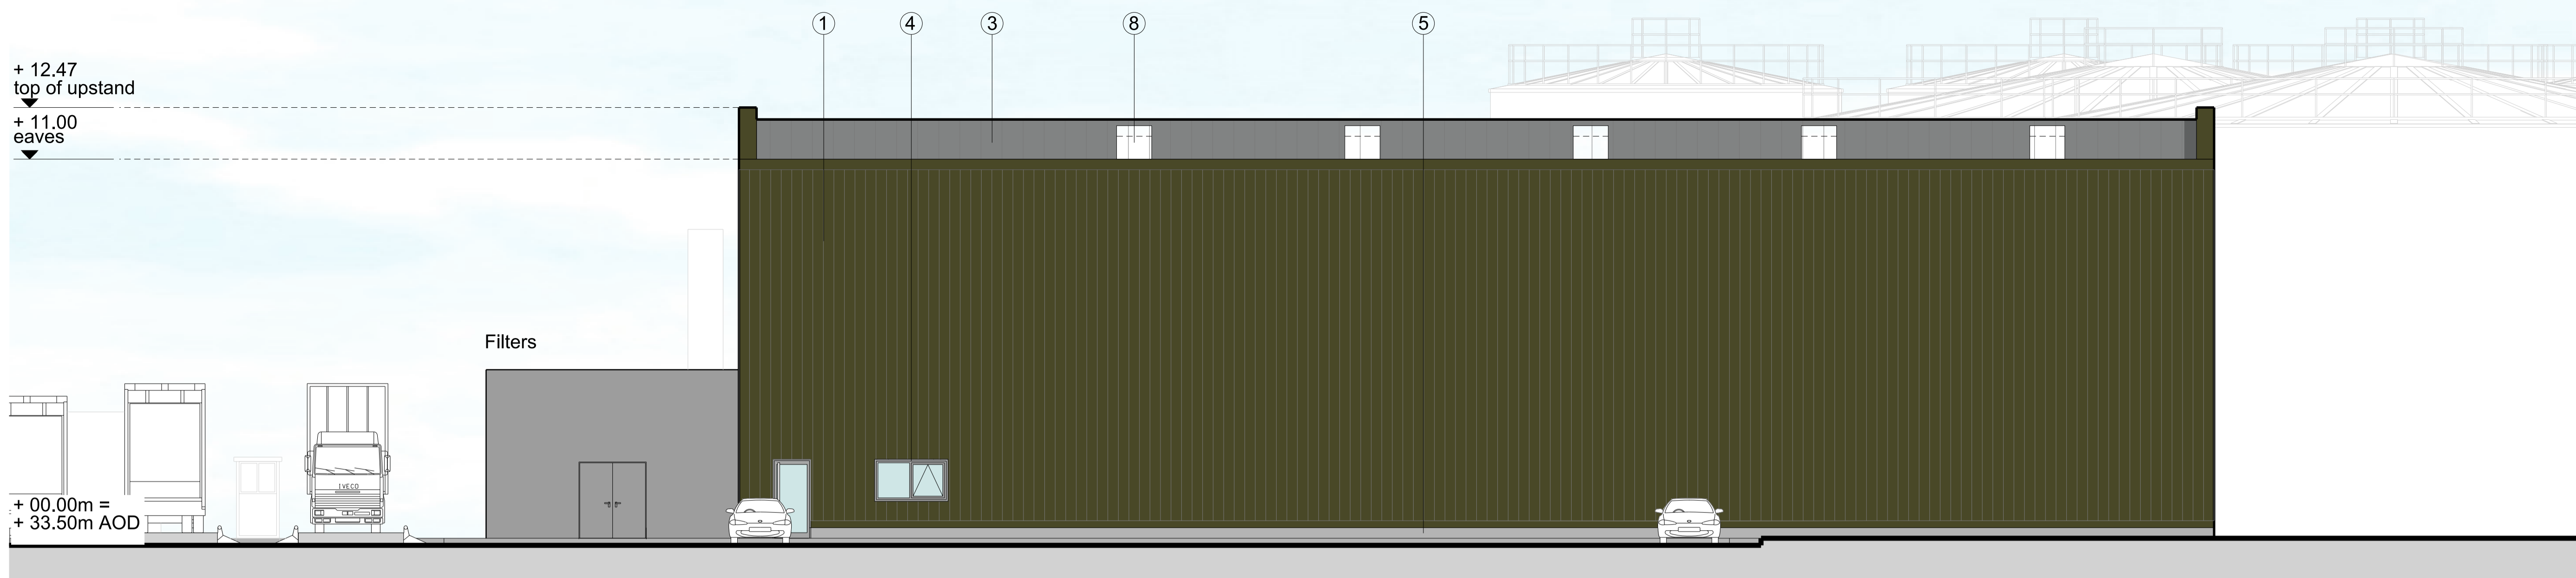 1 4 3 8 5
+ 12.47
top of upstand
+ 11.00
eaves
Filters
IVECO
+ 00.00m =
+ 33.50m AOD